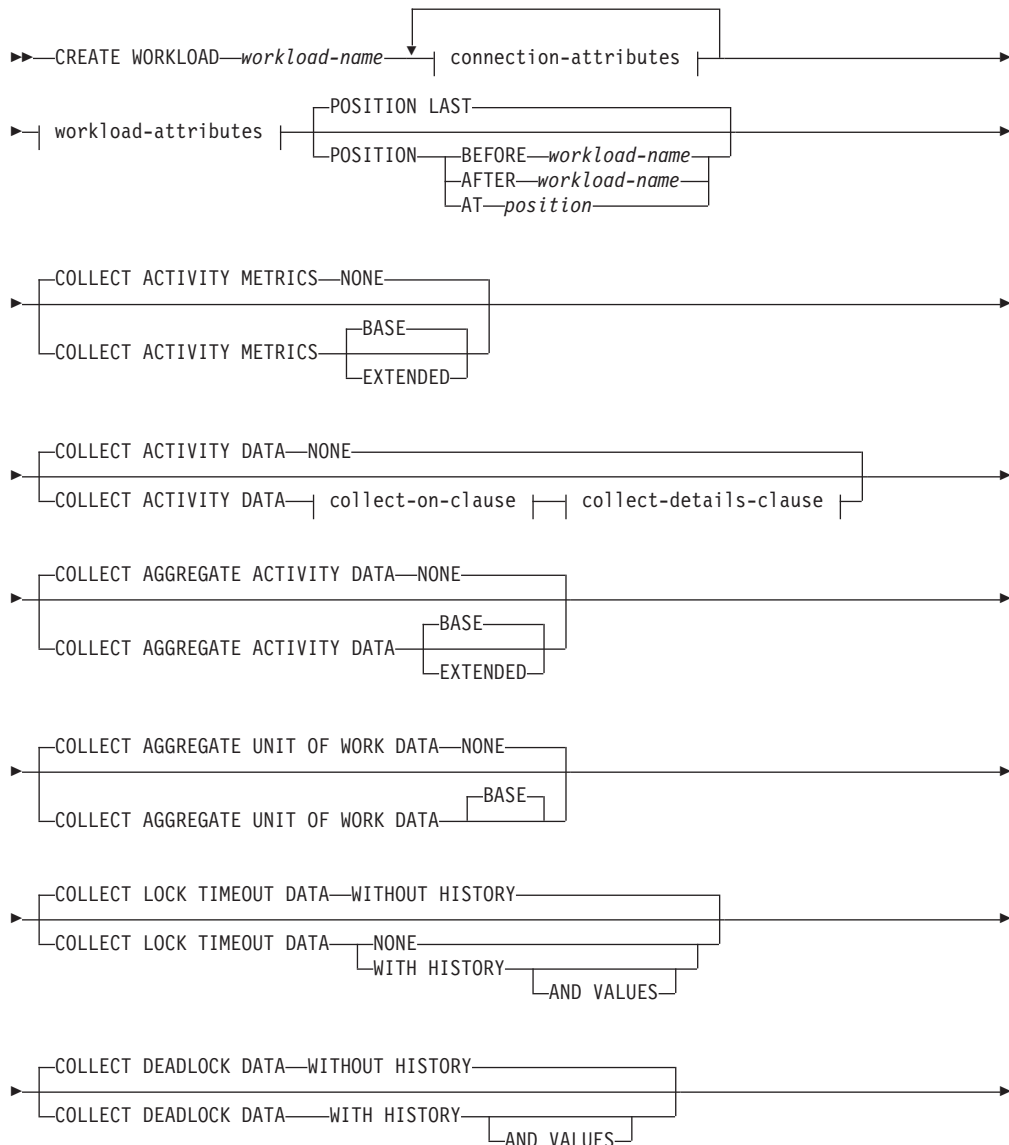 CREATE WORKLOAD workload-name connection-attributes
workload-attributes
POSITION LAST
POSITION BEFORE workload-name
AFTER workload-name
AT position
COLLECT ACTIVITY METRICS NONE
COLLECT ACTIVITY METRICS
BASE
EXTENDED
COLLECT ACTIVITY DATA NONE
COLLECT ACTIVITY DATA collect-on-clause collect-details-clause
COLLECT AGGREGATE ACTIVITY DATA NONE
COLLECT AGGREGATE ACTIVITY DATA
BASE
EXTENDED
COLLECT AGGREGATE UNIT OF WORK DATA NONE
COLLECT AGGREGATE UNIT OF WORK DATA
BASE
COLLECT LOCK TIMEOUT DATA WITHOUT HISTORY
COLLECT LOCK TIMEOUT DATA NONE
WITH HISTORY
AND VALUES
COLLECT DEADLOCK DATA WITHOUT HISTORY
COLLECT DEADLOCK DATA WITH HISTORY
AND VALUES